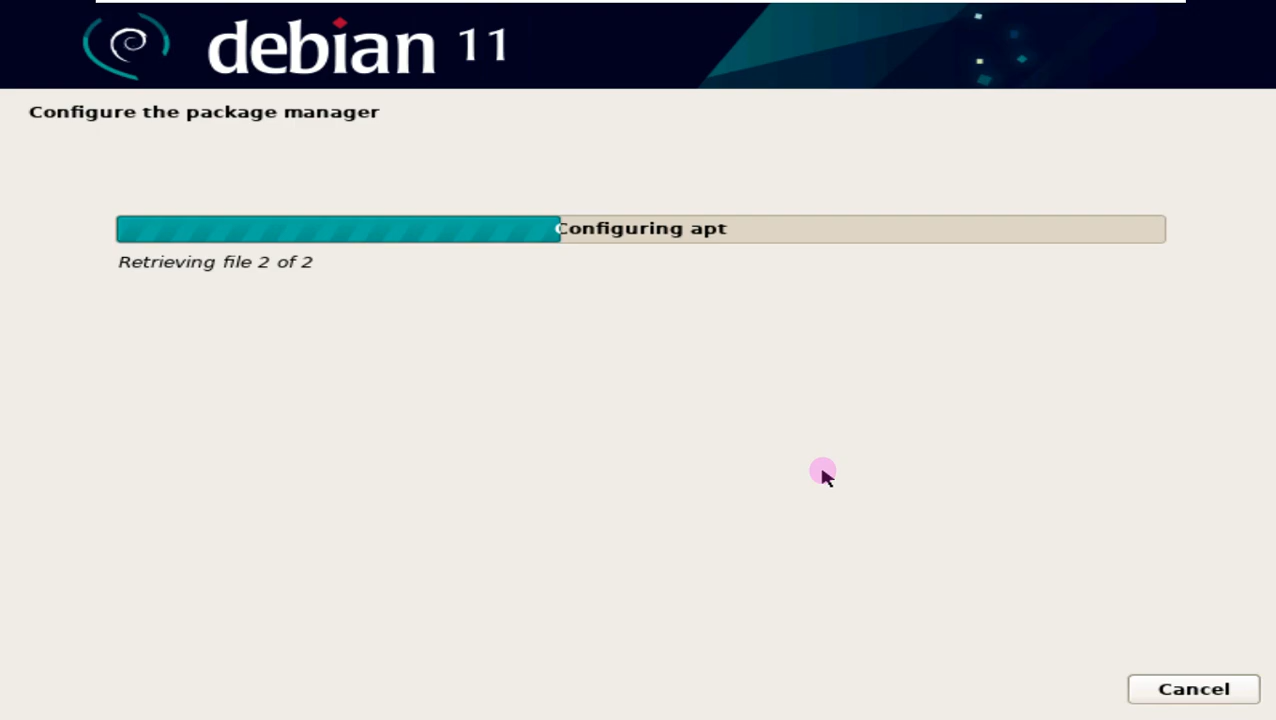 debian 11
Configure the package manager
Configuring apt
Retrieving file 2 of 2
Cancel